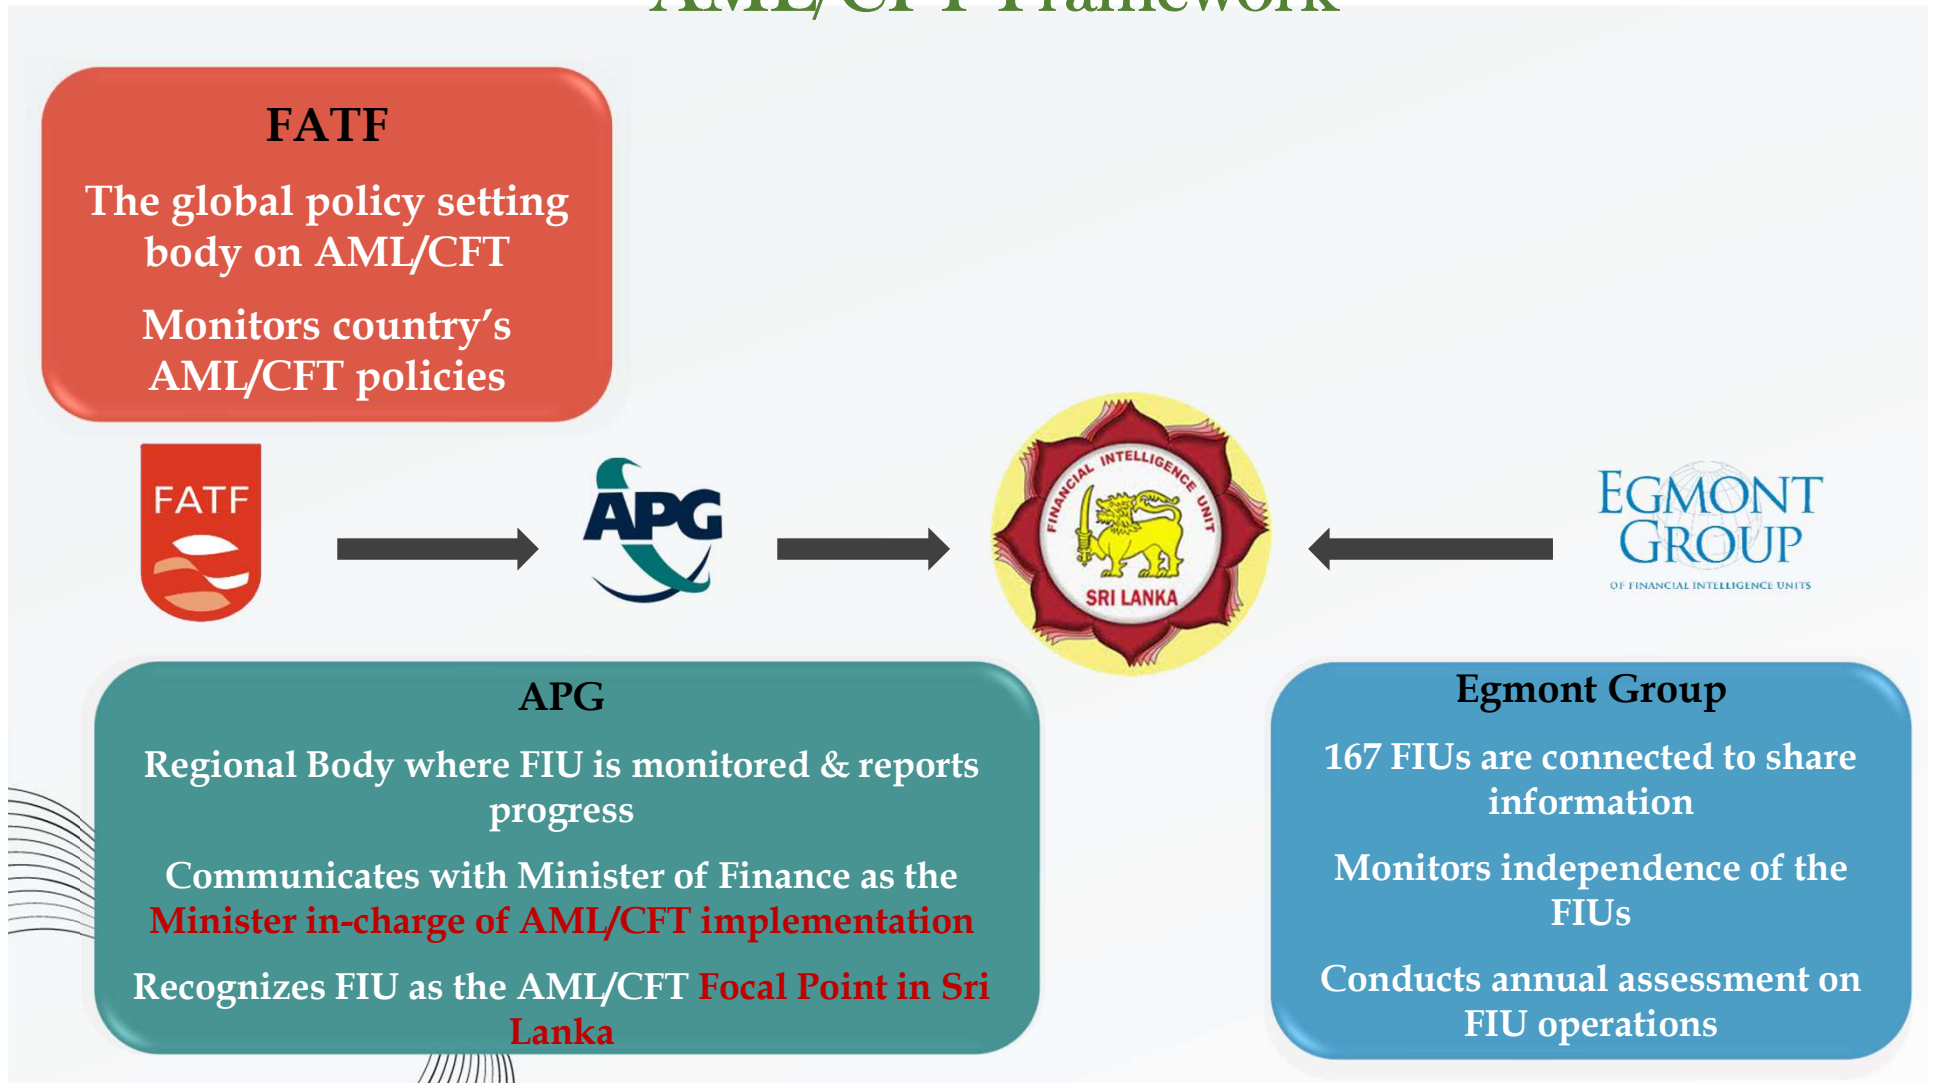 AML/CFT Framework
FATF
The global policy setting
body on AML/CFT
Monitors country’s
AML/CFT policies
FATF
APG
FINANCIAL INTELLIGENCE UNIT
SRI LANKA
EGMONT
GROUP
OF FINANCIAL INTELLIGENCE UNITS
APG
Regional Body where FIU is monitored & reports
progress
Communicates with Minister of Finance as the
Minister in-charge of AML/CFT implementation
Recognizes FIU as the AML/CFT Focal Point in Sri
Lanka
Egmont Group
167 FIUs are connected to share
information
Monitors independence of the
FIUs
Conducts annual assessment on
FIU operations